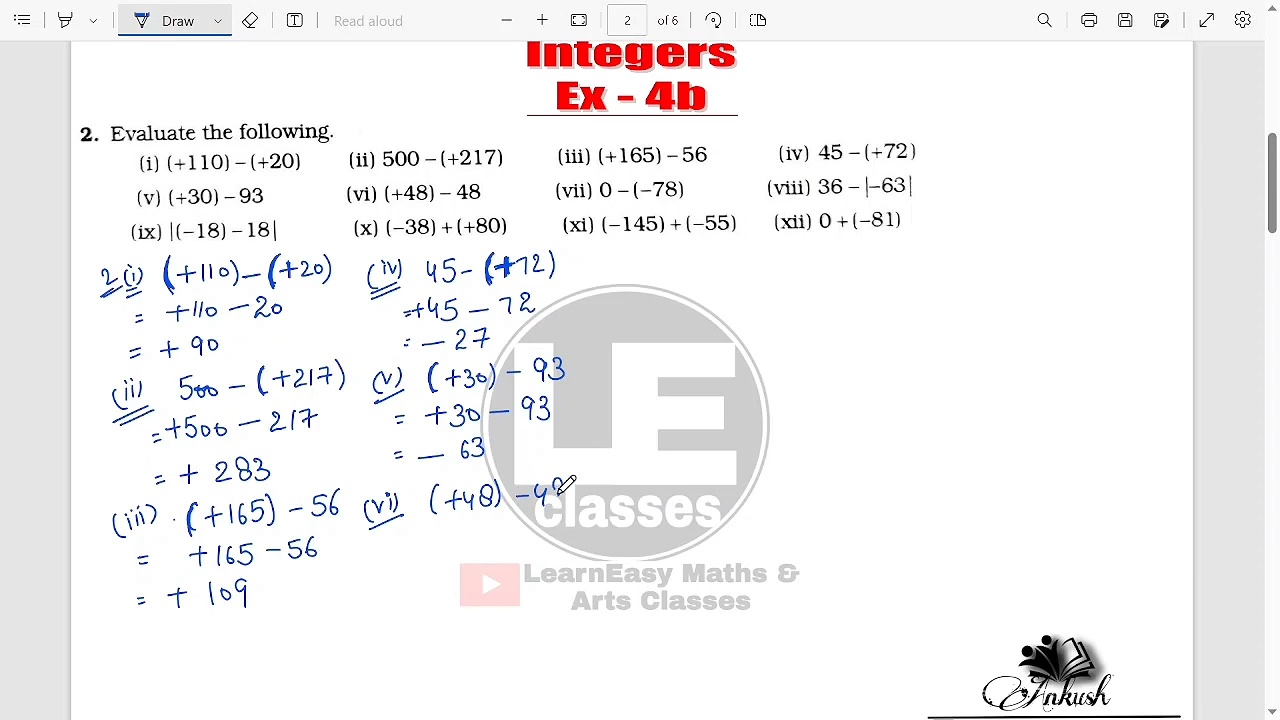 Draw
Read aloud
2
of 6
Integers
Ex - 4b
2. Evaluate the following.
(i) (+110) – (+20) (ii) 500 – (+217) (iii) (+165) – 56 (iv) 45 – (+72)
(v) (+30) – 93 (vi) (+48) – 48 (vii) 0 – (–78) (viii) 36 – |–63|
(ix) |(–18) – 18| (x) (–38) + (+80) (xi) (–145) + (–55) (xii) 0 + (–81)
2 (i) (+110) – (+20)
= +110 – 20
= + 90
(ii) 500 – (+217)
= +500 – 217
= + 283
(iii) . (+165) – 56
= +165 – 56
= + 109
(iv) 45 – (+72)
= +45 – 72
= – 27
(v) (+30) – 93
= +30 – 93
= – 63
(vi) (+48) – 48
LE
classes
LearnEasy Maths &
Arts Classes
Ankush